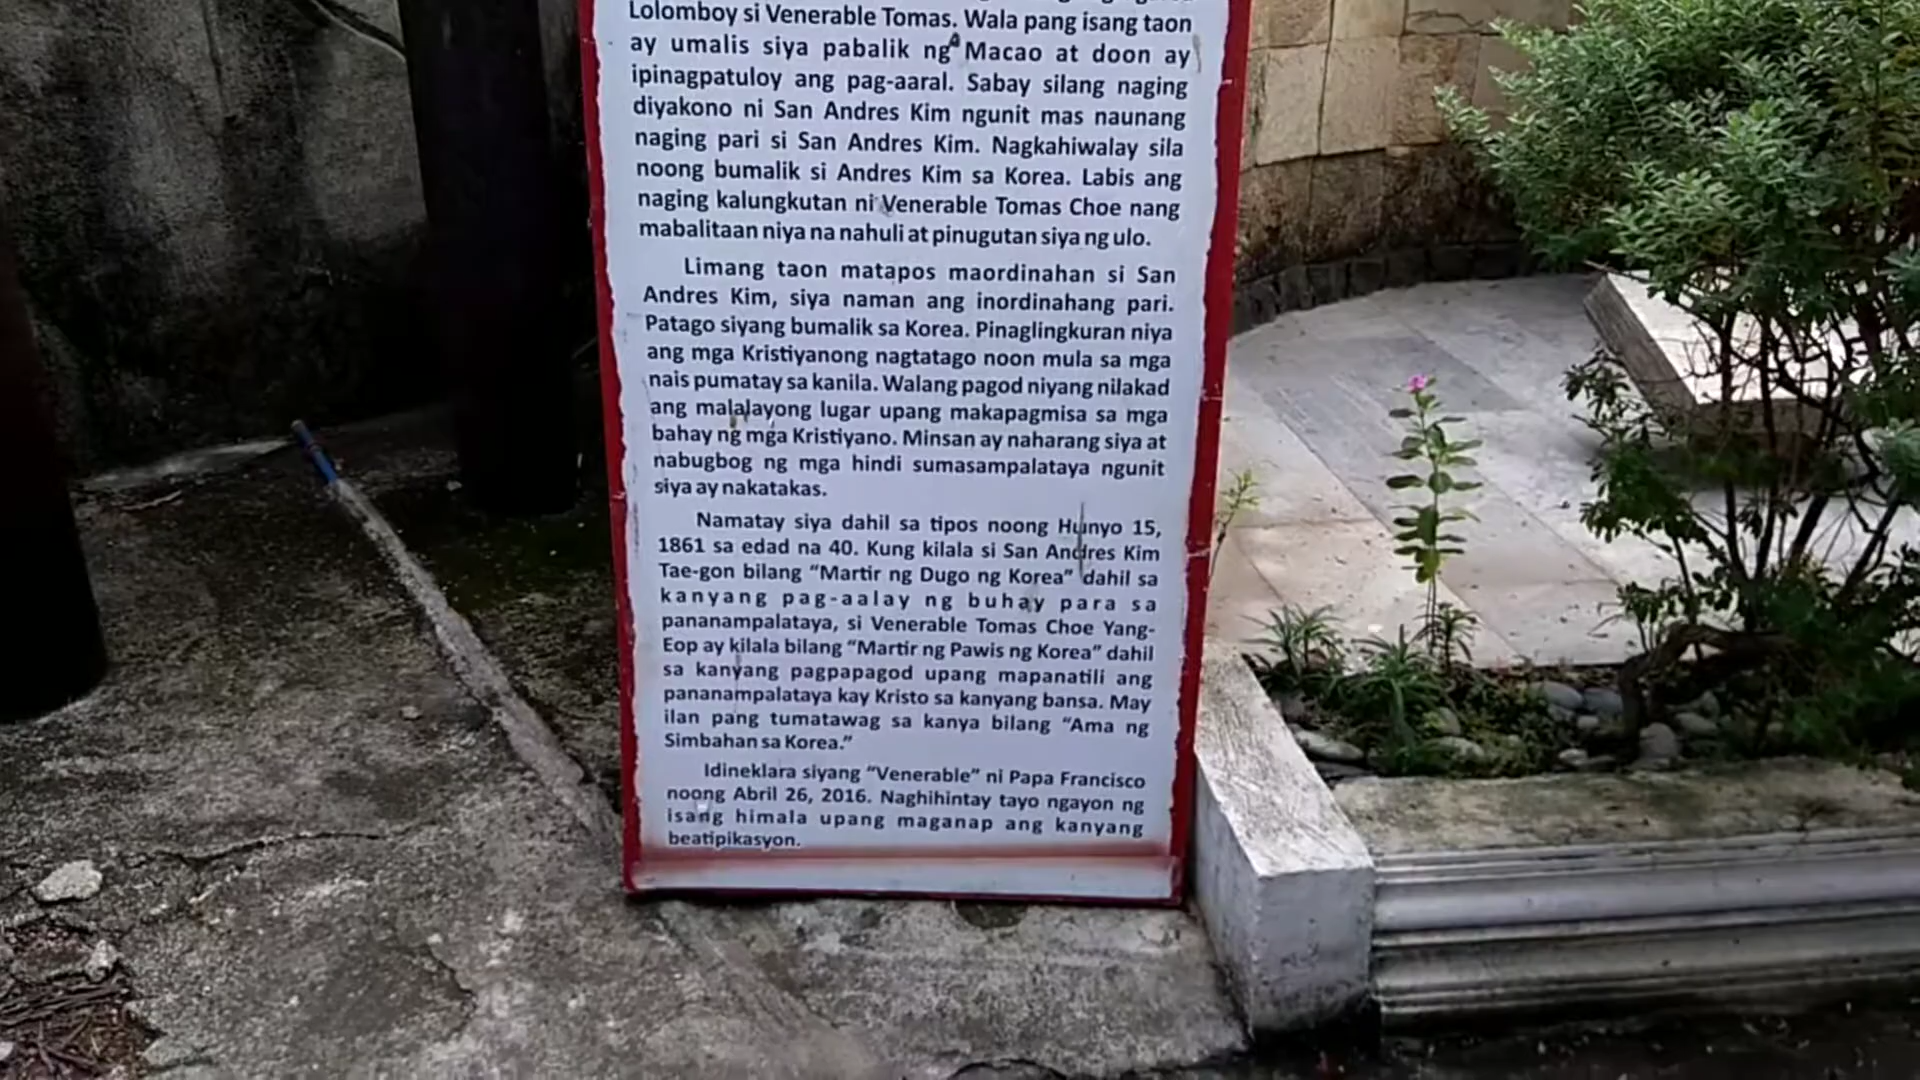 Lolomboy si Venerable Tomas. Wala pang isang taon
ay umalis siya pabalik ng Macao at doon ay
ipinagpatuloy ang pag-aaral. Sabay silang naging
diyakono ni San Andres Kim ngunit mas naunang
naging pari si San Andres Kim. Nagkahiwalay sila
noong bumalik si Andres Kim sa Korea. Labis ang
naging kalungkutan ni Venerable Tomas Choe nang
mabalitaan niya na nahuli at pinugutan siya ng ulo.
Limang taon matapos maordinahan si San
Andres Kim, siya naman ang inordinahang pari.
Patago siyang bumalik sa Korea. Pinaglingkuran niya
ang mga Kristiyanong nagtatago noon mula sa mga
nais pumatay sa kanila. Walang pagod niyang nilakad
ang malalayong lugar upang makapagmisa sa mga
bahay ng mga Kristiyano. Minsan ay naharang siya at
nabugbog ng mga hindi sumasampalataya ngunit
siya ay nakatakas.
Namatay siya dahil sa tipos noong Hunyo 15,
1861 sa edad na 40. Kung kilala si San Andres Kim
Tae-gon bilang “Martir ng Dugo ng Korea” dahil sa
kanyang pag-aalay ng buhay para sa
pananampalataya, si Venerable Tomas Choe Yang-
Eop ay kilala bilang “Martir ng Pawis ng Korea” dahil
sa kanyang pagpapagod upang mapanatili ang
pananampalataya kay Kristo sa kanyang bansa. May
ilan pang tumatawag sa kanya bilang “Ama ng
Simbahan sa Korea.”
Idineklara siyang “Venerable” ni Papa Francisco
noong Abril 26, 2016. Naghihintay tayo ngayon ng
isang himala upang maganap ang kanyang
beatipikasyon.